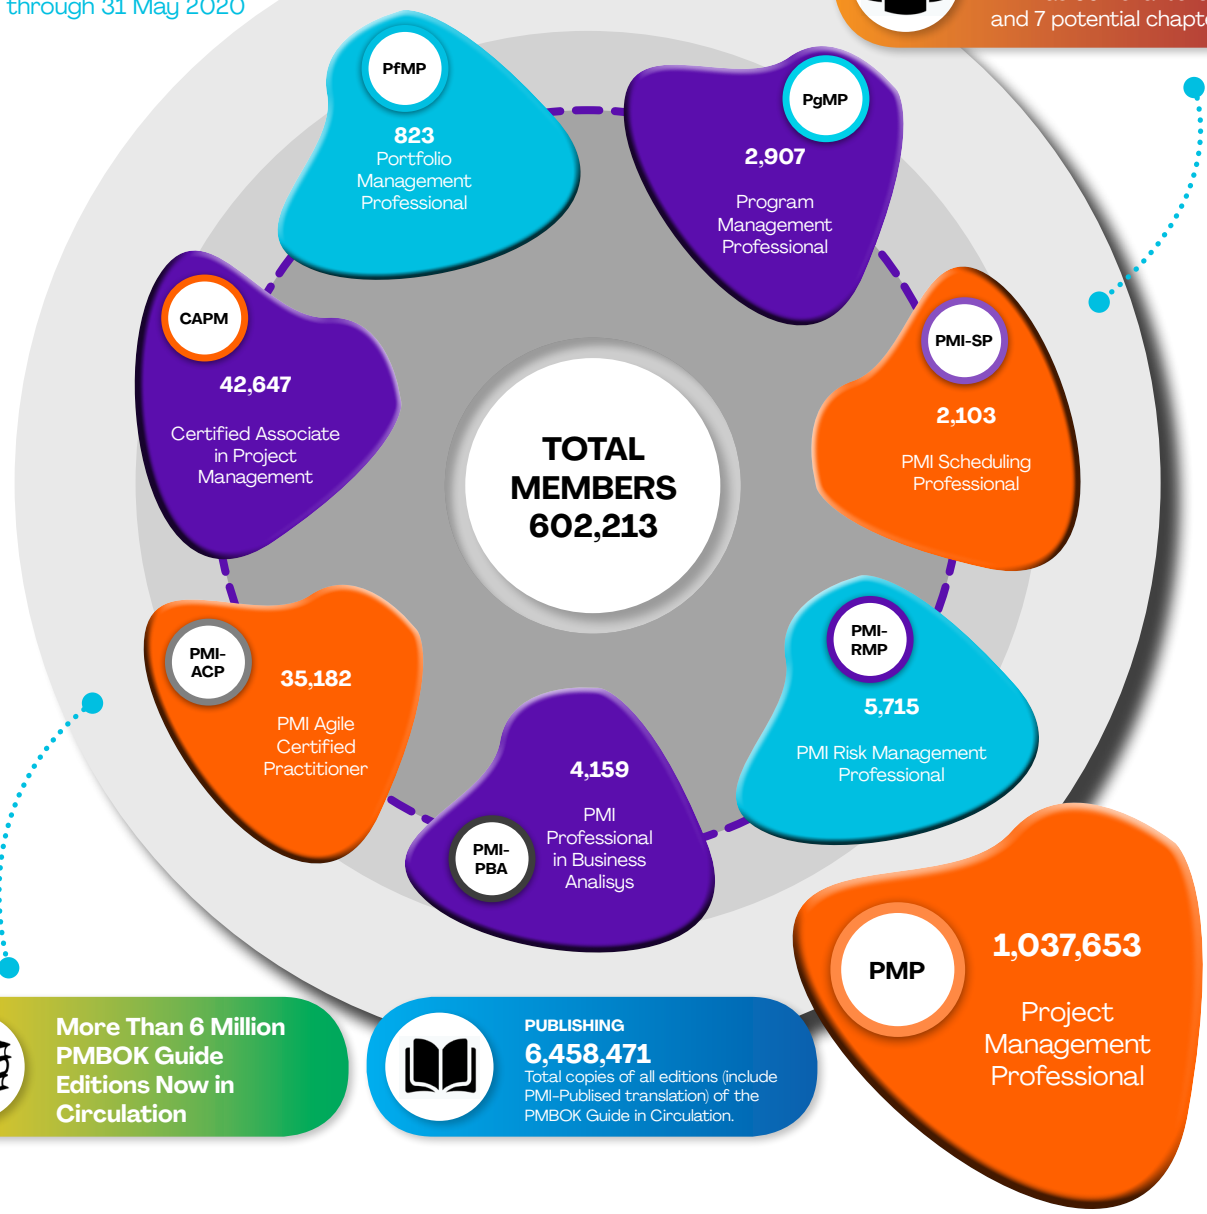 through 31 May 2020
and 7 potential
PfMP
823
Portfolio
Management
Professional
PgMP
2,907
Program
Management
Professional
CAPM
42,647
Certified Associate
in Project
Management
PMI-SP
2,103
PMI Scheduling
Professional
TOTAL
MEMBERS
602,213
PMI-
ACP
35,182
PMI Agile
Certified
Practitioner
PMI-
RMP
5,715
PMI Risk Management
Professional
4,159
PMI
Professional
in Business
Analisys
PMI-
PBA
PMP
1,037,653
Project
Management
Professional
More Than 6 Million
PMBOK Guide
Editions Now in
Circulation
PUBLISHING
6,458,471
Total copies of all editions (include
PMI-Publised translation) of the
PMBOK Guide in Circulation.